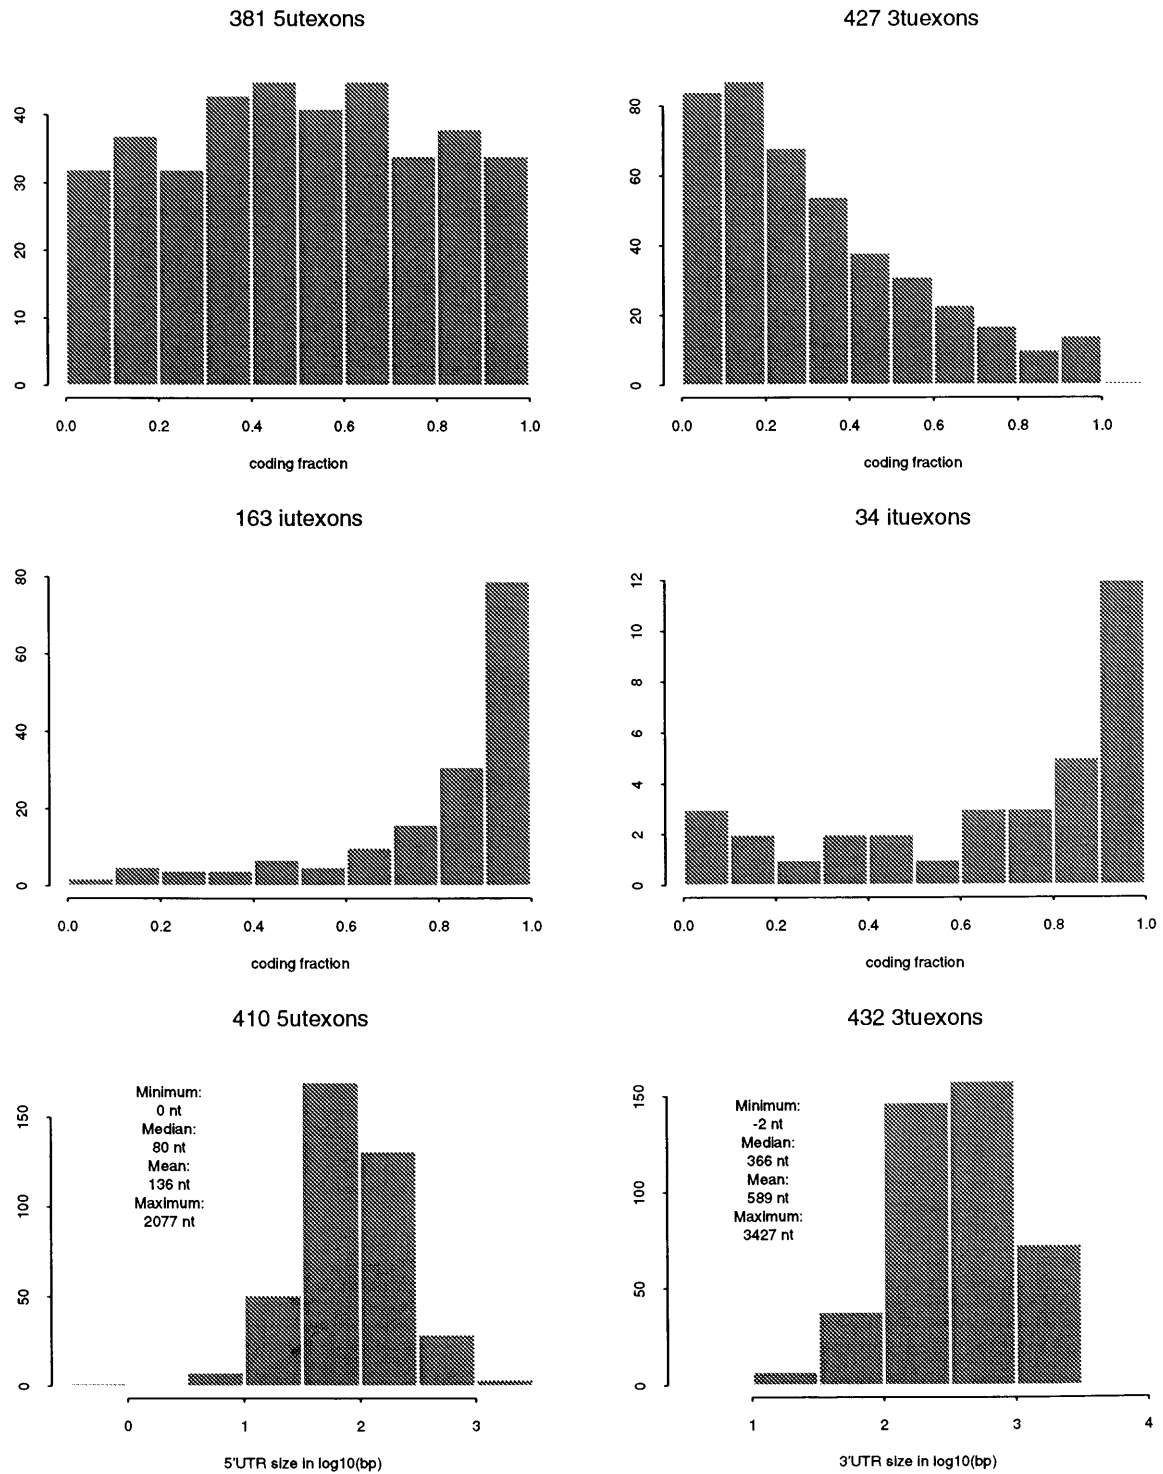 381 5utexons
40
30
20
10
0
0.0 0.2 0.4 0.6 0.8 1.0
coding fraction
427 3tuexons
80
60
40
20
0
0.0 0.2 0.4 0.6 0.8 1.0
coding fraction
163 iutexons
80
60
40
20
0
0.0 0.2 0.4 0.6 0.8 1.0
coding fraction
34 ituexons
12
10
8
6
4
2
0
0.0 0.2 0.4 0.6 0.8 1.0
coding fraction
410 5utexons
Minimum:
0 nt
Median:
80 nt
Mean:
136 nt
Maximum:
2077 nt
150
100
50
0
0 1 2 3
5'UTR size in log10(bp)
432 3tuexons
Minimum:
-2 nt
Median:
366 nt
Mean:
589 nt
Maximum:
3427 nt
150
100
50
0
1 2 3 4
3'UTR size in log10(bp)